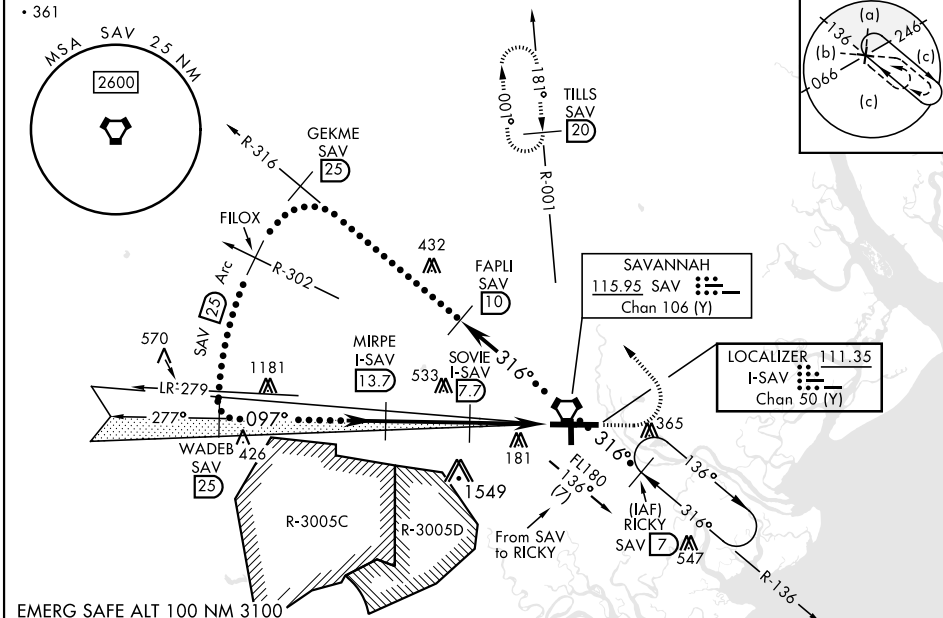 • 361
MSA SAV 25 NM
2600
GEKME
SAV
25
R-316
FILOX
R-302
SAV 25 Arc
432
FAPLI
SAV
10
316°
181°
001°
TILLS
SAV
20
R-001
(a)
136
246
(b)
(c)
066
(c)
SAVANNAH
115.95 SAV
Chan 106 (Y)
LOCALIZER 111.35
I-SAV
Chan 50 (Y)
570
LR-279
1181
MIRPE
I-SAV
13.7
533
SOVIE
I-SAV
7.7
277°
097°
WADEB
SAV
25
426
181
365
316°
FL180
136°
(7)
From SAV
to RICKY
(IAF)
RICKY
SAV 7
547
136°
316°
R-136
1549
R-3005C
R-3005D
EMERG SAFE ALT 100 NM 3100